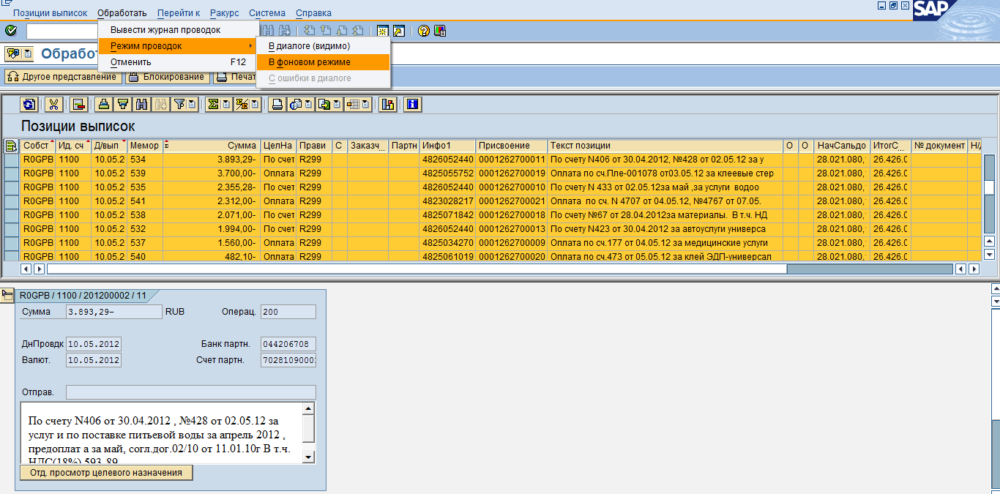 Позиции выписок Обработать Перейти к Ракурс Система Справка
SAP
Вывести журнал проводок
Режим проводок
Отменить F12
В диалоге (видимо)
В фоновом режиме
С ошибки в диалоге
Обработ
Другое представление Блокирование Печат
Позиции выписок
Собст Ид. сч Д/вып Мемор Сумма ЦелНа Прави С Заказч... Партн Инфо1 Присвоение Текст позиции О О НачСальдо ИтогС... № документ Н/Д
R0GPB 1100 10.05.2 534 3.893,29- По счет R299 4826052440 0001262700011 По счету N406 от 30.04.2012, №428 от 02.05.12 за у 28.021.080, 26.426.0
R0GPB 1100 10.05.2 539 3.700,00- Оплата R299 4825055752 0001262700019 Оплата по сч.Пле-001078 от03.05.12 за клеевые стер 28.021.080, 26.426.0
R0GPB 1100 10.05.2 535 2.355,28- По счет R299 4826052440 0001262700010 По счету N 433 от 02.05.12за май ,за услуги водоо 28.021.080, 26.426.0
R0GPB 1100 10.05.2 541 2.312,00- Оплата R299 4823028217 0001262700021 Оплата по сч. N 4707 от 04.05.12, №4767 от 07.05. 28.021.080, 26.426.0
R0GPB 1100 10.05.2 538 2.071,00- По счет R299 4825071842 0001262700018 По счету №67 от 28.04.2012за материалы. В т.ч. НД 28.021.080, 26.426.0
R0GPB 1100 10.05.2 532 1.994,00- По счет R299 4826052440 0001262700013 По счету N423 от 30.04.2012 за автоуслуги универса 28.021.080, 26.426.0
R0GPB 1100 10.05.2 537 1.560,00- Оплата R299 4825034270 0001262700009 Оплата по сч.177 от 04.05.12 за медицинские услуги 28.021.080, 26.426.0
R0GPB 1100 10.05.2 540 482,10- Оплата R299 4825061019 0001262700020 Оплата по сч.473 от 05.05.12 за клей ЭДП-универсал 28.021.080, 26.426.0
R0GPB / 1100 / 201200002 / 11
Сумма 3.893,29- RUB Операц. 200
ДнПровдк 10.05.2012 Банк партн. 044206708
Валют. 10.05.2012 Счет партн. 7028109000
Отправ.
По счету N406 от 30.04.2012 , №428 от 02.05.12 за
услуг и по поставке питьевой воды за апрель 2012 ,
предоплат а за май, согл.дог.02/10 от 11.01.10г В т.ч.
НДС(18%) 593-89
Отд. просмотр целевого назначения